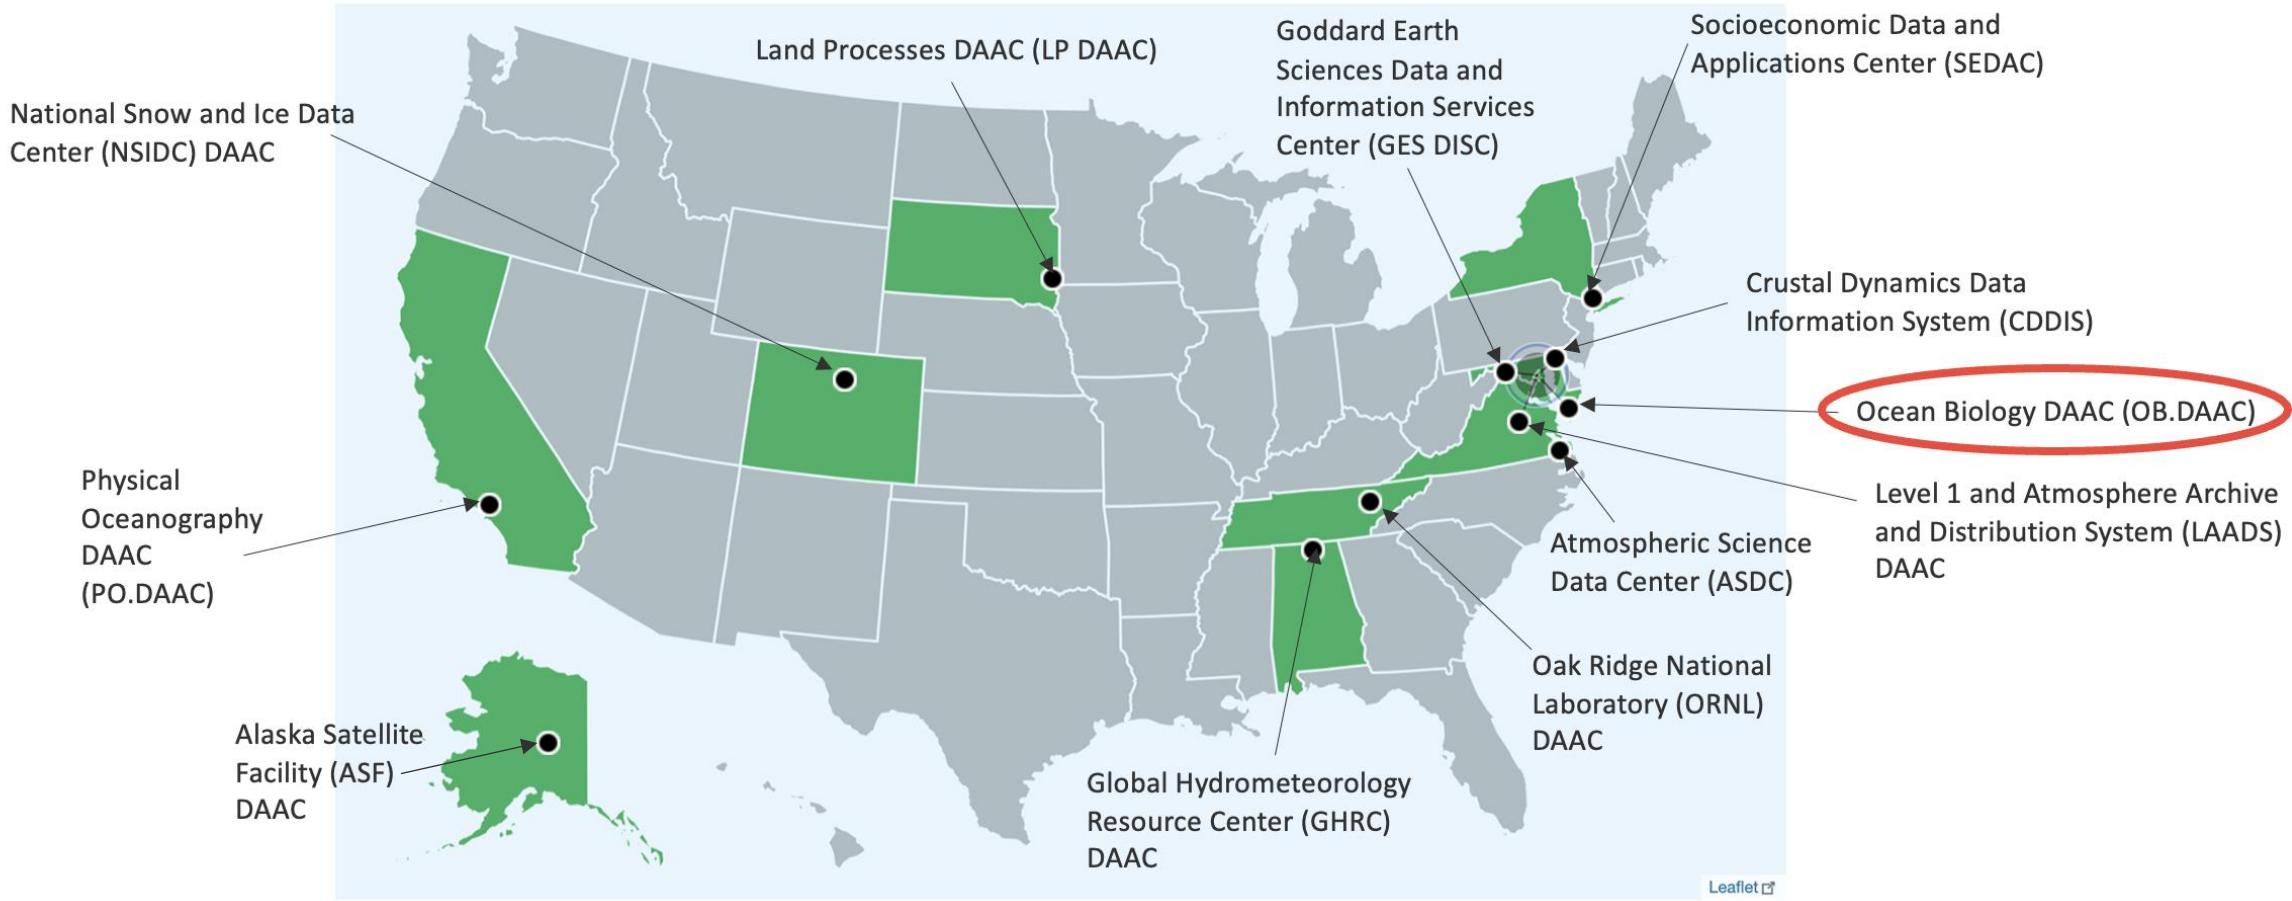 Land Processes DAAC (LP DAAC)
Goddard Earth
Sciences Data and
Information Services
Center (GES DISC)
Socioeconomic Data and
Applications Center (SEDAC)
National Snow and Ice Data
Center (NSIDC) DAAC
Crustal Dynamics Data
Information System (CDDIS)
Ocean Biology DAAC (OB.DAAC)
Physical
Oceanography
DAAC
(PO.DAAC)
Level 1 and Atmosphere Archive
and Distribution System (LAADS)
DAAC
Atmospheric Science
Data Center (ASDC)
Oak Ridge National
Laboratory (ORNL)
DAAC
Alaska Satellite
Facility (ASF)
DAAC
Global Hydrometeorology
Resource Center (GHRC)
DAAC
Leaflet